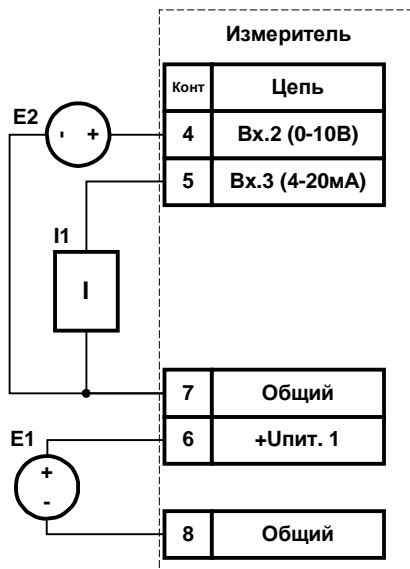 Измеритель
Конт Цепь
E2 - + 4 Вх.2 (0-10В)
5 Вх.3 (4-20мА)
I1
I
7 Общий
E1 6 +Uпит. 1
+
-
8 Общий